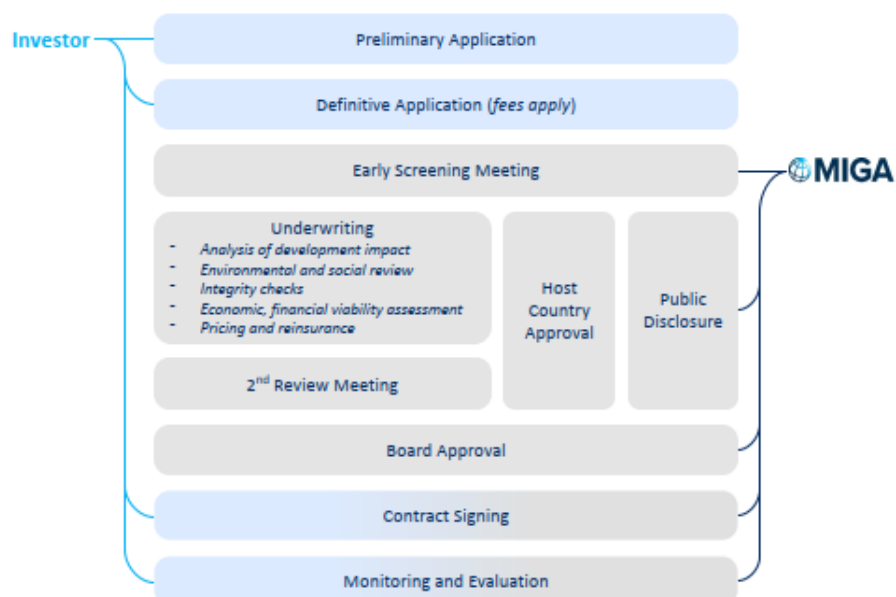 Investor
Preliminary Application
Definitive Application (fees apply)
Early Screening Meeting
MIGA
Underwriting
- Analysis of development impact
- Environmental and social review
- Integrity checks
- Economic, financial viability assessment
- Pricing and reinsurance
Host
Country
Approval
Public
Disclosure
2nd Review Meeting
Board Approval
Contract Signing
Monitoring and Evaluation